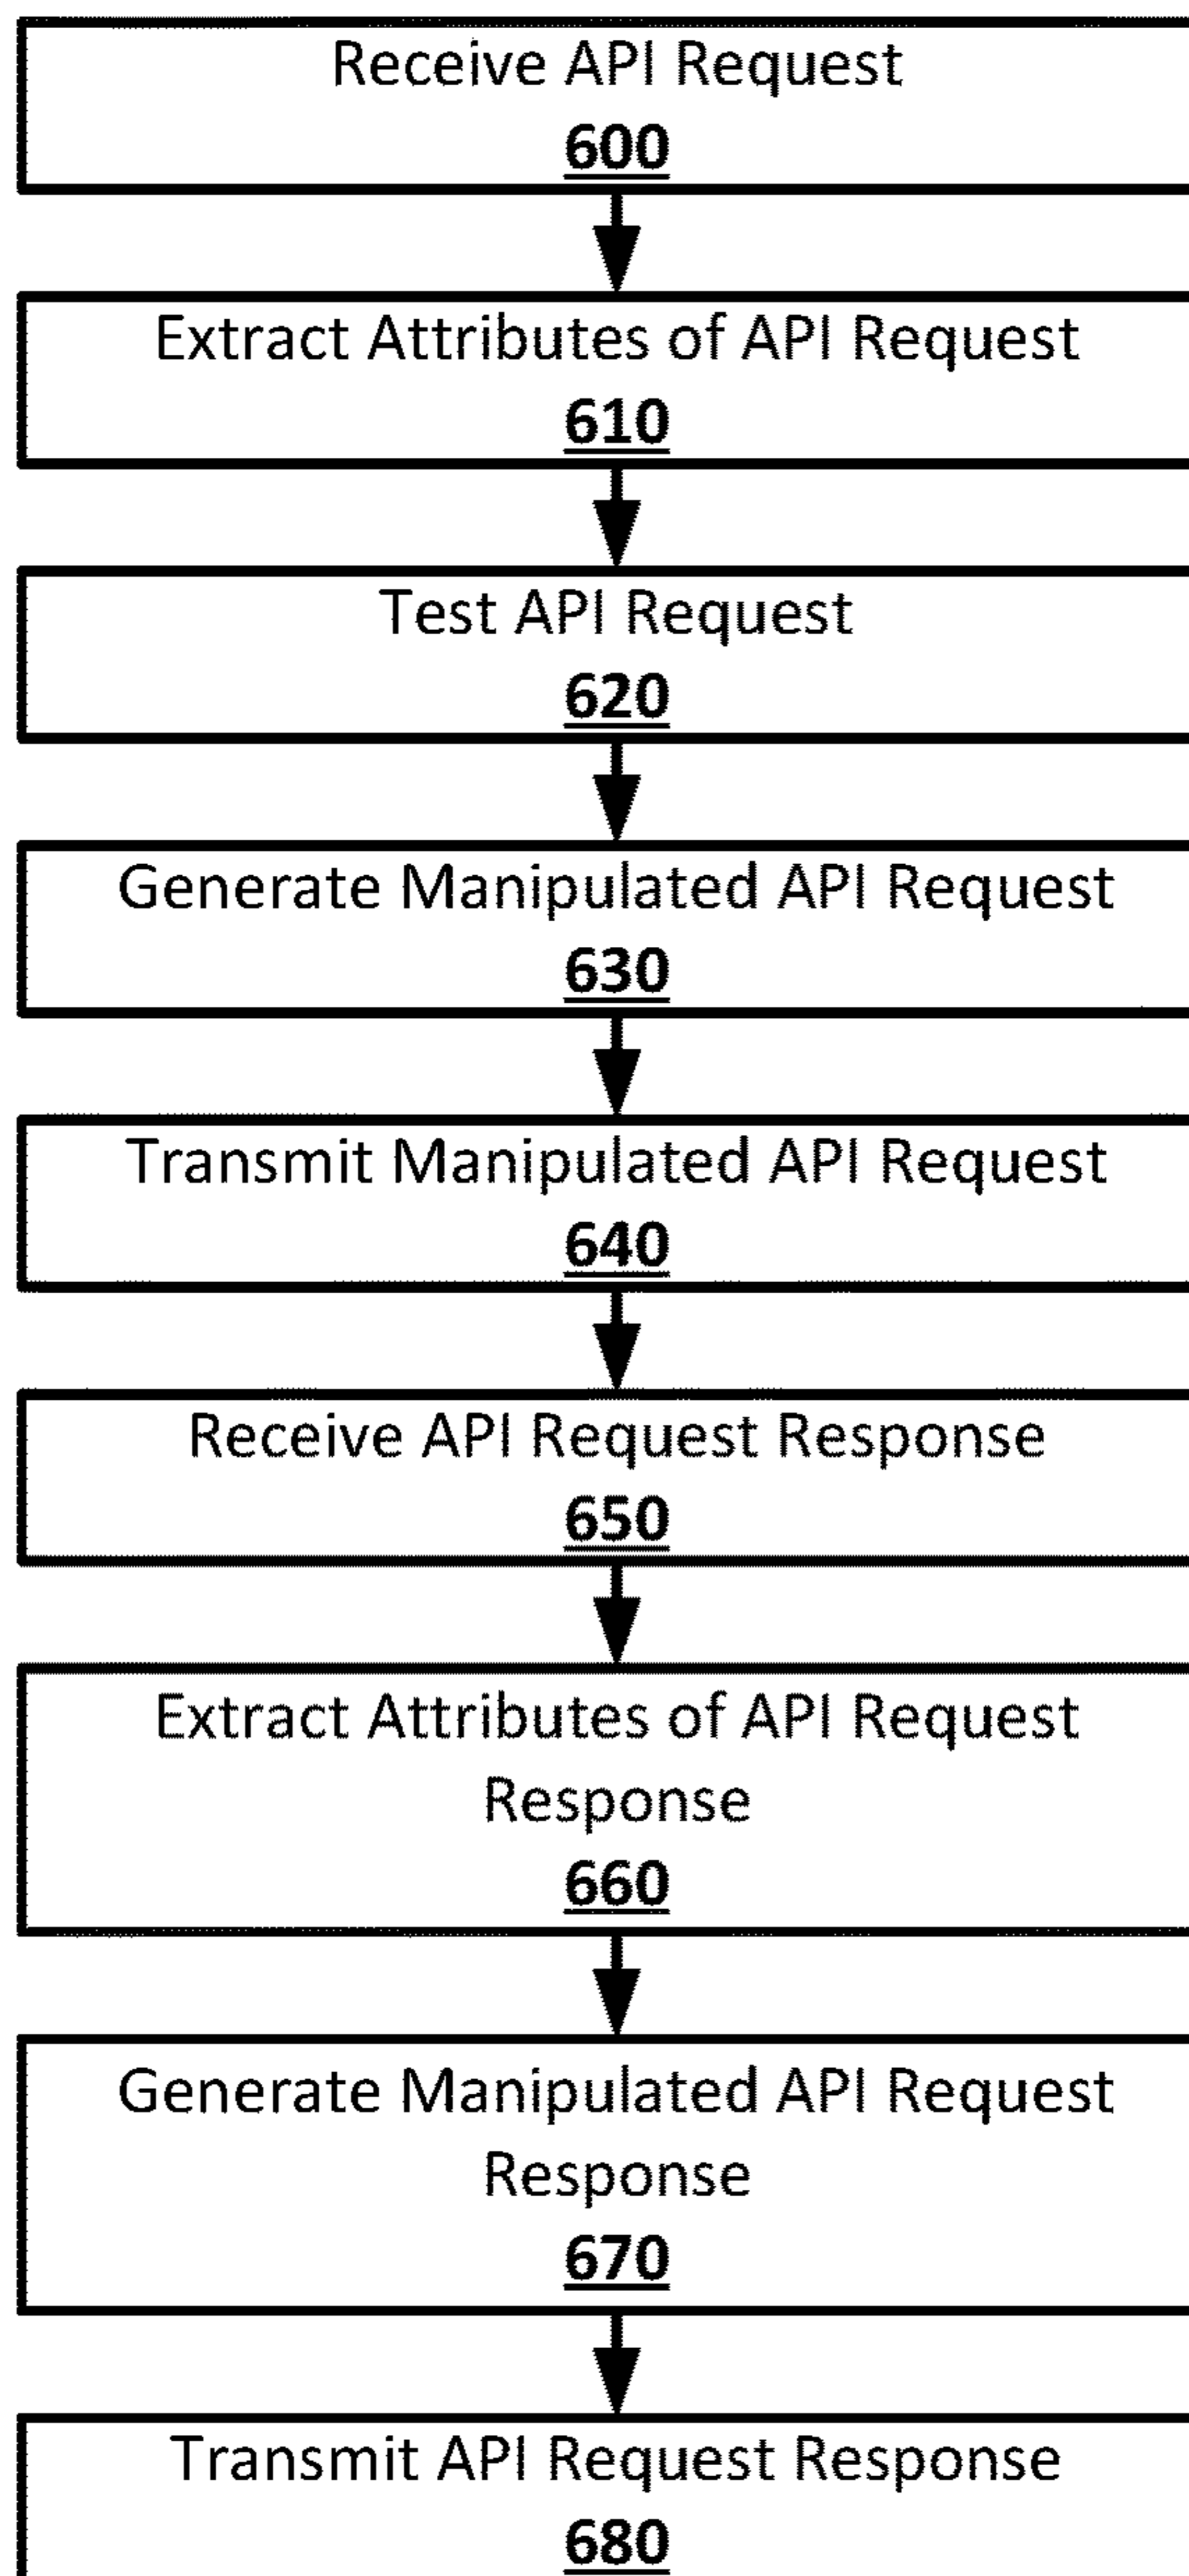 Receive API Request
600
Extract Attributes of API Request
610
Test API Request
620
Generate Manipulated API Request
630
Transmit Manipulated API Request
640
Receive API Request Response
650
Extract Attributes of API Request
Response
660
Generate Manipulated API Request
Response
670
Transmit API Request Response
680